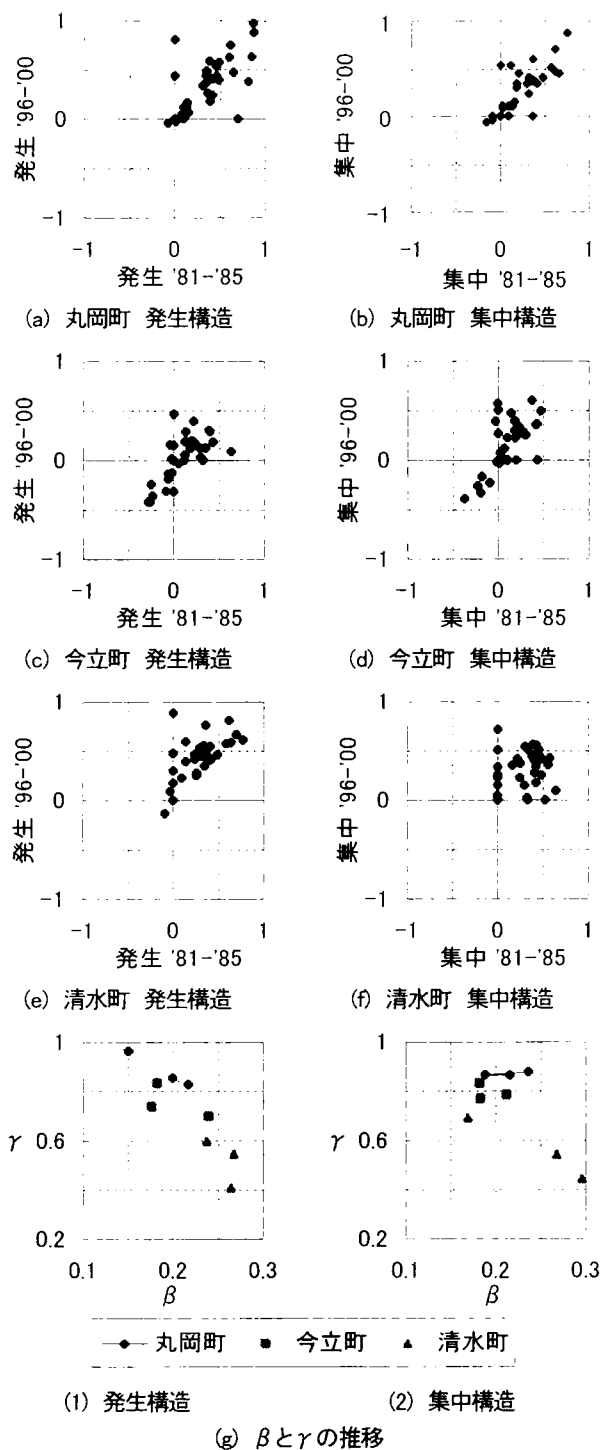 1 1
発生 '96-'00 0 集中 '96-'00 0
-1 -1
-1 0 1 -1 0 1
発生 '81-'85 集中 '81-'85
(a) 丸岡町 発生構造 (b) 丸岡町 集中構造
1 1
発生 '96-'00 0 集中 '96-'00 0
-1 -1
-1 0 1 -1 0 1
発生 '81-'85 集中 '81-'85
(c) 今立町 発生構造 (d) 今立町 集中構造
1 1
発生 '96-'00 0 集中 '96-'00 0
-1 -1
-1 0 1 -1 0 1
発生 '81-'85 集中 '81-'85
(e) 清水町 発生構造 (f) 清水町 集中構造
1 1
γ 0.6 γ 0.6
0.2 0.2
0.1 0.2 0.3 0.1 0.2 0.3
β β
丸岡町 今立町 清水町
(1) 発生構造 (2) 集中構造
(g) βとγの推移